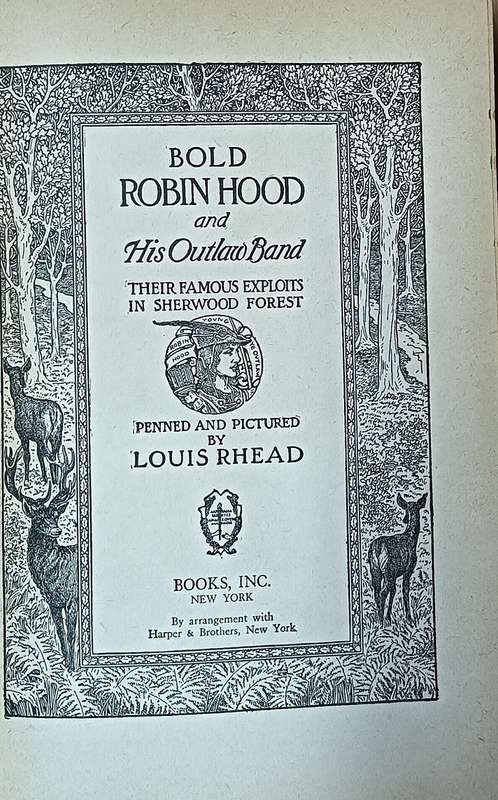 BOLD
ROBIN HOOD
and
His Outlaw Band
THEIR FAMOUS EXPLOITS
IN SHERWOOD FOREST
YOUNG
ROBIN
HOOD
OUTLAW
PENNED AND PICTURED
BY
LOUIS RHEAD
BOOKS, INC.
NEW YORK
By arrangement with
Harper & Brothers, New York